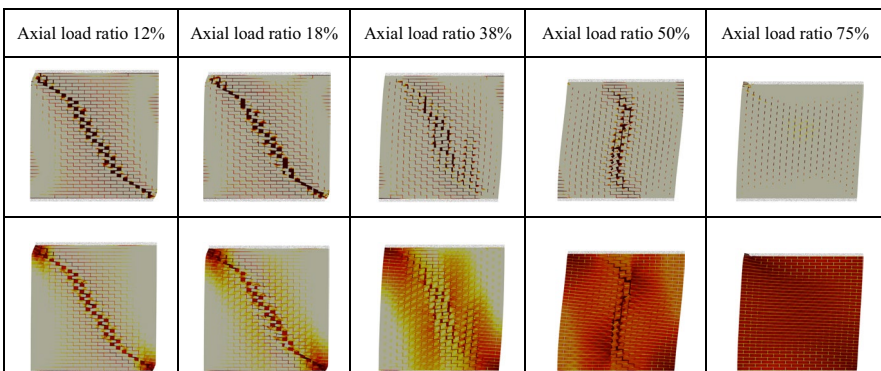 Axial load ratio 12%
Axial load ratio 18%
Axial load ratio 38%
Axial load ratio 50%
Axial load ratio 75%